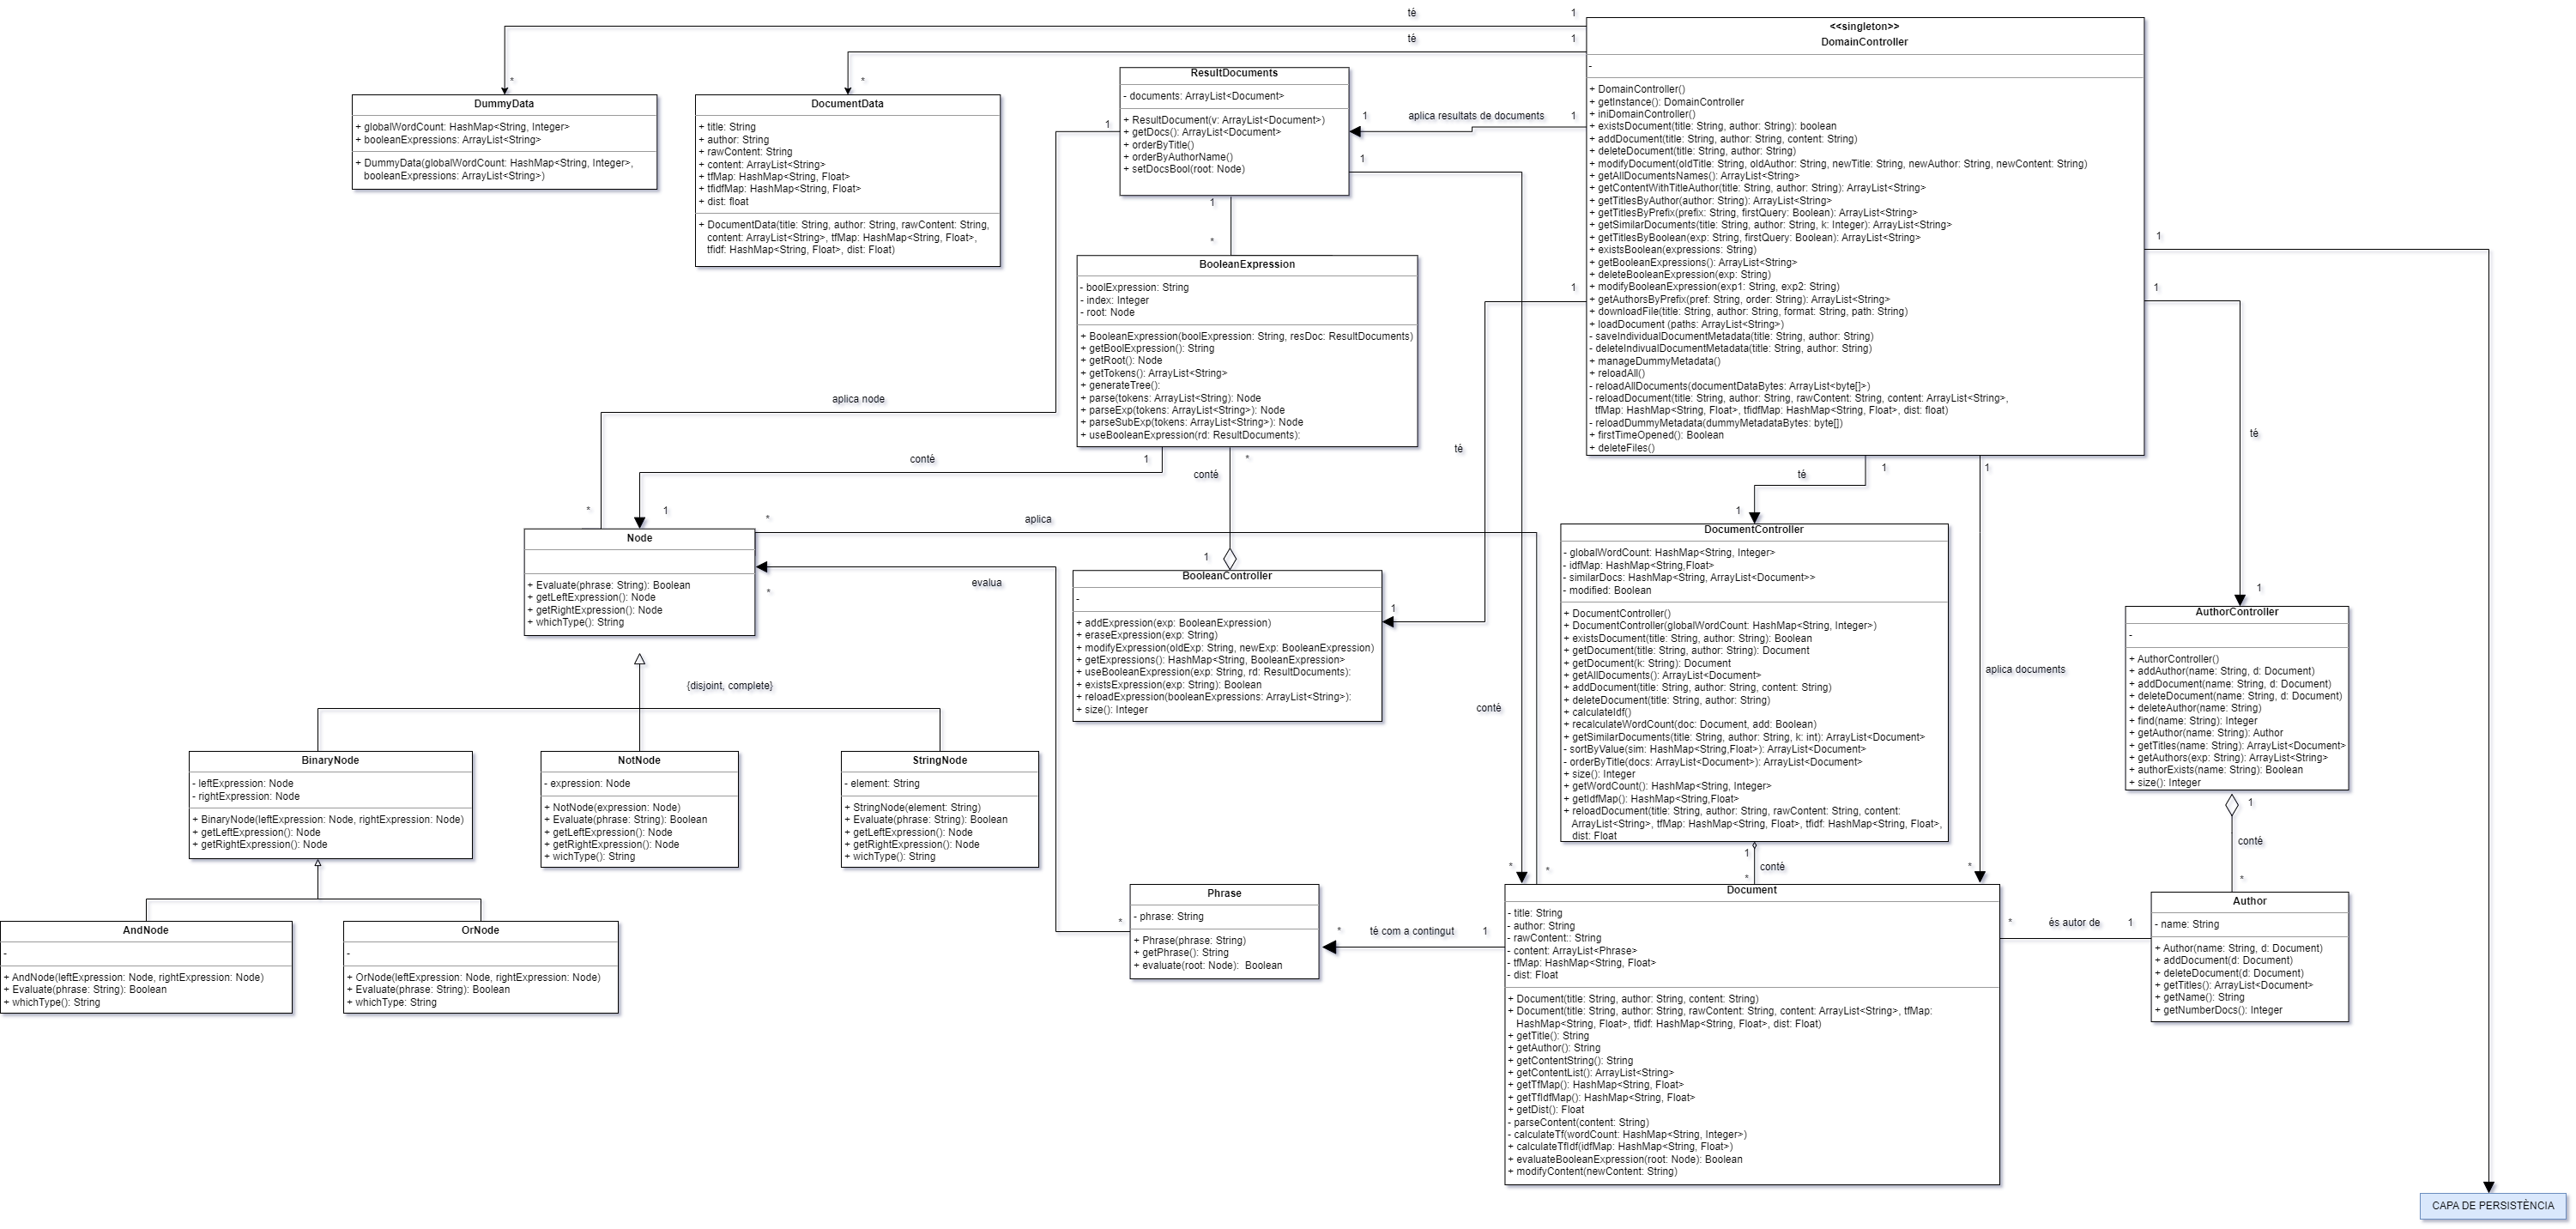 té
1
té
1
*
*
<<singleton>>
DomainController
-
+ DomainController()
+ getInstance(): DomainController
+ iniDomainController()
+ existsDocument(title: String, author: String): boolean
+ addDocument(title: String, author: String, content: String)
+ deleteDocument(title: String, author: String)
+ modifyDocument(oldTitle: String, oldAuthor: String, newTitle: String, newAuthor: String, newContent: String)
+ getAllDocumentsNames(): ArrayList<String>
+ getContentWithTitleAuthor(title: String, author: String): ArrayList<String>
+ getTitlesByAuthor(author: String): ArrayList<String>
+ getTitlesByPrefix(prefix: String, firstQuery: Boolean): ArrayList<String>
+ getSimilarDocuments(title: String, author: String, k: Integer): ArrayList<String>
+ getTitlesByBoolean(exp: String, firstQuery: Boolean): ArrayList<String>
+ existsBoolean(expressions: String)
+ getBooleanExpressions(): ArrayList<String>
+ deleteBooleanExpression(exp: String)
+ modifyBooleanExpression(exp1: String, exp2: String)
+ getAuthorsByPrefix(pref: String, order: String): ArrayList<String>
+ downloadFile(title: String, author: String, format: String, path: String)
+ loadDocument (paths: ArrayList<String>)
- saveIndividualDocumentMetadata(title: String, author: String)
- deleteIndivualDocumentMetadata(title: String, author: String)
+ manageDummyMetadata()
+ reloadAll()
- reloadAllDocuments(documentDataBytes: ArrayList<byte[]>)
- reloadDocument(title: String, author: String, rawContent: String, content: ArrayList<String>,
tfMap: HashMap<String, Float>, tfidfMap: HashMap<String, Float>, dist: float)
- reloadDummyMetadata(dummyMetadataBytes: byte[])
+ firstTimeOpened(): Boolean
+ deleteFiles()
DummyData
+ globalWordCount: HashMap<String, Integer>
+ booleanExpressions: ArrayList<String>
+ DummyData(globalWordCount: HashMap<String, Integer>,
booleanExpressions: ArrayList<String>)
DocumentData
+ title: String
+ author: String
+ rawContent: String
+ content: ArrayList<String>
+ tfMap: HashMap<String, Float>
+ tfidfMap: HashMap<String, Float>
+ dist: float
+ DocumentData(title: String, author: String, rawContent: String,
content: ArrayList<String>, tfMap: HashMap<String, Float>,
tfidf: HashMap<String, Float>, dist: Float)
ResultDocuments
- documents: ArrayList<Document>
+ ResultDocument(v: ArrayList<Document>)
+ getDocs(): ArrayList<Document>
+ orderByTitle()
+ orderByAuthorName()
+ setDocsBool(root: Node)
1
1
aplica resultats de documents
1
1
1
*
BooleanExpression
- boolExpression: String
- index: Integer
- root: Node
+ BooleanExpression(boolExpression: String, resDoc: ResultDocuments)
+ getBoolExpression(): String
+ getRoot(): Node
+ getTokens(): ArrayList<String>
+ generateTree():
+ parse(tokens: ArrayList<String): Node
+ parseExp(tokens: ArrayList<String>): Node
+ parseSubExp(tokens: ArrayList<String>): Node
+ useBooleanExpression(rd: ResultDocuments):
1
1
1
té
té
aplica node
conté
1
conté
*
té
1
1
*
1
*
aplica
Node
+ Evaluate(phrase: String): Boolean
+ getLeftExpression(): Node
+ getRightExpression(): Node
+ whichType(): String
evalua
*
1
BooleanController
-
+ addExpression(exp: BooleanExpression)
+ eraseExpression(exp: String)
+ modifyExpression(oldExp: String, newExp: BooleanExpression)
+ getExpressions(): HashMap<String, BooleanExpression>
+ useBooleanExpression(exp: String, rd: ResultDocuments):
+ existsExpression(exp: String): Boolean
+ reloadExpression(booleanExpressions: ArrayList<String>):
+ size(): Integer
1
1
DocumentController
- globalWordCount: HashMap<String, Integer>
- idfMap: HashMap<String,Float>
- similarDocs: HashMap<String, ArrayList<Document>>
- modified: Boolean
+ DocumentController()
+ DocumentController(globalWordCount: HashMap<String, Integer>)
+ existsDocument(title: String, author: String): Boolean
+ getDocument(title: String, author: String): Document
+ getDocument(k: String): Document
+ getAllDocuments(): ArrayList<Document>
+ addDocument(title: String, author: String, content: String)
+ deleteDocument(title: String, author: String)
+ calculateIdf()
+ recalculateWordCount(doc: Document, add: Boolean)
+ getSimilarDocuments(title: String, author: String, k: int): ArrayList<Document>
- sortByValue(sim: HashMap<String,Float>): ArrayList<Document>
- orderByTitle(docs: ArrayList<Document>): ArrayList<Document>
+ size(): Integer
+ getWordCount(): HashMap<String, Integer>
+ getIdfMap(): HashMap<String,Float>
+ reloadDocument(title: String, author: String, rawContent: String, content:
ArrayList<String>, tfMap: HashMap<String, Float>, tfidf: HashMap<String, Float>,
dist: Float
aplica documents
1
AuthorController
-
+ AuthorController()
+ addAuthor(name: String, d: Document)
+ addDocument(name: String, d: Document)
+ deleteDocument(name: String, d: Document)
+ deleteAuthor(name: String)
+ find(name: String): Integer
+ getAuthor(name: String): Author
+ getTitles(name: String): ArrayList<Document>
+ getAuthors(exp: String): ArrayList<String>
+ authorExists(name: String): Boolean
+ size(): Integer
{disjoint, complete}
conté
BinaryNode
- leftExpression: Node
- rightExpression: Node
+ BinaryNode(leftExpression: Node, rightExpression: Node)
+ getLeftExpression(): Node
+ getRightExpression(): Node
NotNode
- expression: Node
+ NotNode(expression: Node)
+ Evaluate(phrase: String): Boolean
+ getLeftExpression(): Node
+ getRightExpression(): Node
+ wichType(): String
StringNode
- element: String
+ StringNode(element: String)
+ Evaluate(phrase: String): Boolean
+ getLeftExpression(): Node
+ getRightExpression(): Node
+ wichType(): String
1
conté
*
*
*
*
1
conté
*
AndNode
-
+ AndNode(leftExpression: Node, rightExpression: Node)
+ Evaluate(phrase: String): Boolean
+ whichType(): String
OrNode
-
+ OrNode(leftExpression: Node, rightExpression: Node)
+ Evaluate(phrase: String): Boolean
+ whichType: String
*
Phrase
- phrase: String
+ Phrase(phrase: String)
+ getPhrase(): String
+ evaluate(root: Node): Boolean
*
té com a contingut
1
Document
- title: String
- author: String
- rawContent:: String
- content: ArrayList<Phrase>
- tfMap: HashMap<String, Float>
- dist: Float
+ Document(title: String, author: String, content: String)
+ Document(title: String, author: String, rawContent: String, content: ArrayList<String>, tfMap:
HashMap<String, Float>, tfidf: HashMap<String, Float>, dist: Float)
+ getTitle(): String
+ getAuthor(): String
+ getContentString(): String
+ getContentList(): ArrayList<String>
+ getTfMap(): HashMap<String, Float>
+ getTfIdfMap(): HashMap<String, Float>
+ getDist(): Float
- parseContent(content: String)
- calculateTf(wordCount: HashMap<String, Integer>)
+ calculateTfIdf(idfMap: HashMap<String, Float>)
+ evaluateBooleanExpression(root: Node): Boolean
+ modifyContent(newContent: String)
*
és autor de
1
Author
- name: String
+ Author(name: String, d: Document)
+ addDocument(d: Document)
+ deleteDocument(d: Document)
+ getTitles(): ArrayList<Document>
+ getName(): String
+ getNumberDocs(): Integer
CAPA DE PERSISTÈNCIA